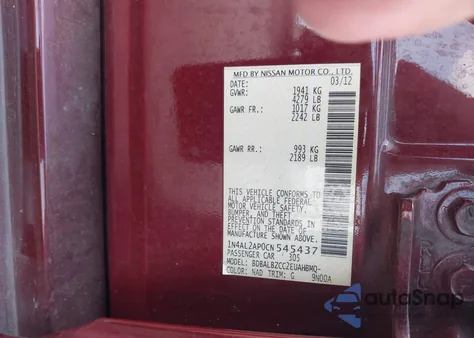 MFD BY NISSAN MOTOR CO., LTD.
DATE: 03/12
GVWR: 1941 KG
4279 LB
GAWR FR.: 1017 KG
2242 LB
GAWR RR.: 993 KG
2189 LB
THIS VEHICLE CONFORMS TO
ALL APPLICABLE FEDERAL
MOTOR VEHICLE SAFETY,
BUMPER, AND THEFT
PREVENTION STANDARDS IN
EFFECT ON THE DATE OF
MANUFACTURE SHOWN ABOVE.
1N4AL2AP0CN545437
PASSENGER CAR 305
MODEL: BDBALBZCC2EUAHBMQ-
COLOR: NAD TRIM: G 9N00A
autoSnap